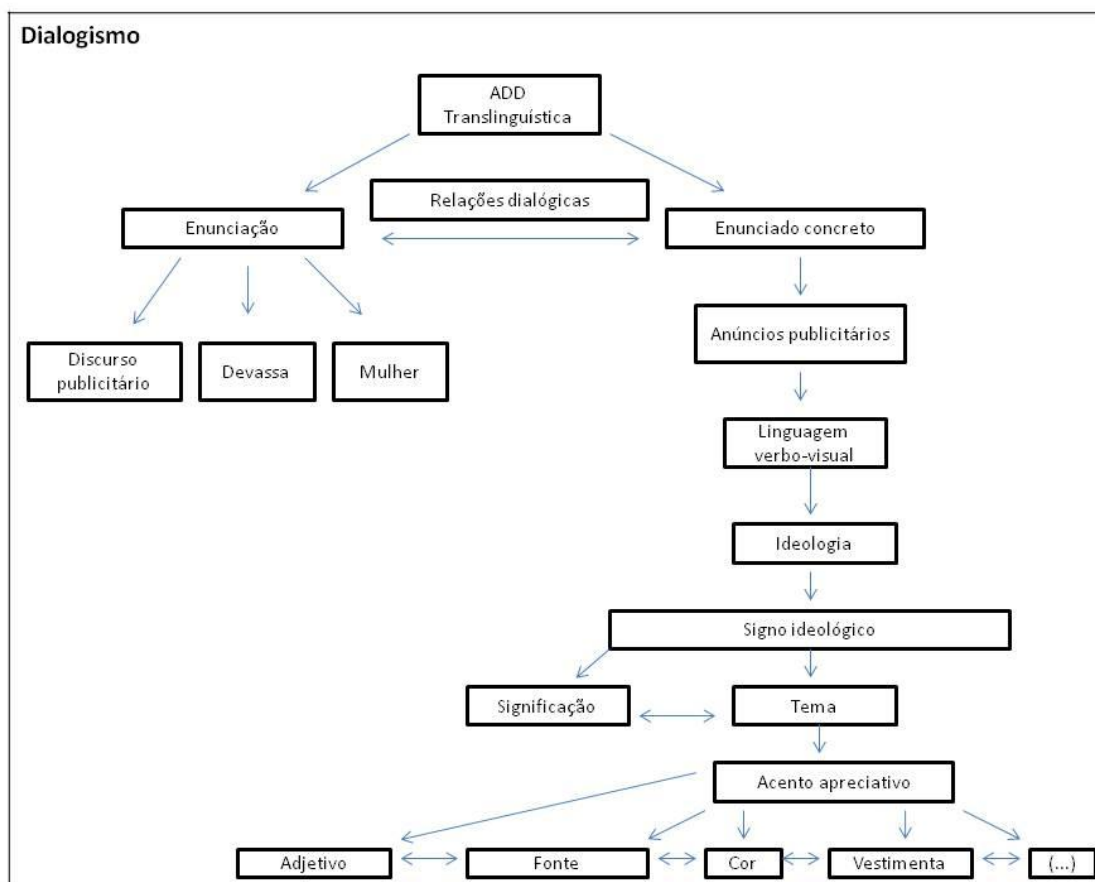 Dialogismo
ADD
Translinguística
Relações dialógicas
Enunciação
Enunciado concreto
Anúncios publicitários
Discurso
publicitário
Devassa
Mulher
Linguagem
verbo-visual
Ideologia
Signo ideológico
Significação
Tema
Acento apreciativo
Adjetivo
Fonte
Cor
Vestimenta
(...)